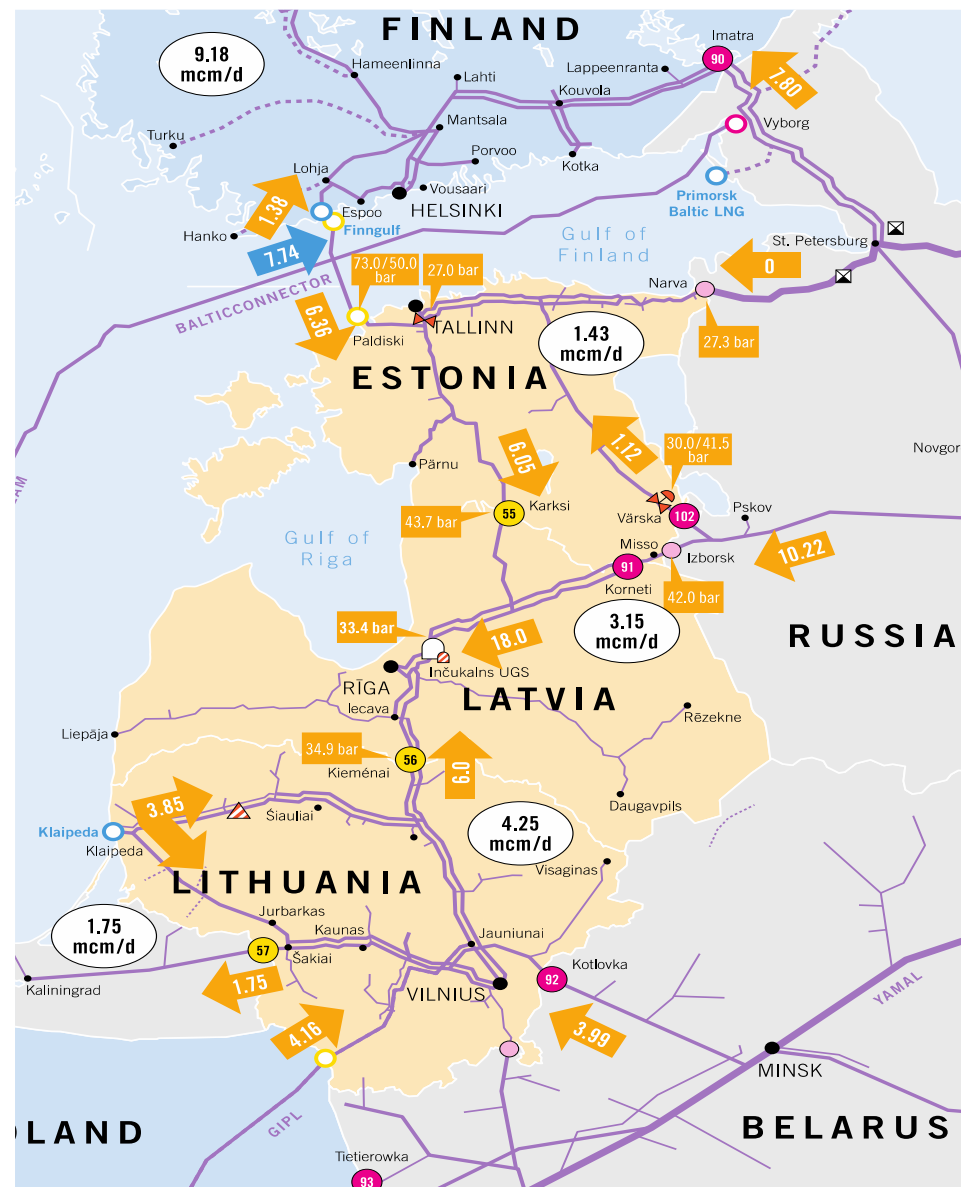 FINLAND
Imatra
90
9.18
mcm/d
Hameenlinna
Lahti
Lappeenranta
7.80
Kouvola
Mantsala
Vyborg
Turku
Porvoo
Kotka
Lohja
Vousaari
Primorsk
Baltic LNG
1.38
Espoo
HELSINKI
Hanko
Finngulf
Gulf of
Finland
St. Petersburg
7.74
73.0/50.0
bar
27.0 bar
0
Narva
BALTICCONNECTOR
6.36
TALLINN
Paldiski
1.43
mcm/d
27.3 bar
ESTONIA
6.05
1.12
30.0/41.5
bar
Novgor
Pärnu
AM
Karksi
55
43.7 bar
Värska
102
Pskov
Gulf of
Riga
Misso
Izborsk
10.22
91
Korneti
42.0 bar
33.4 bar
18.0
3.15
mcm/d
RUSSIA
Inčukalns UGS
RĪGA
LATVIA
Iecava
Rēzekne
Liepāja
34.9 bar
56
Kieménai
6.0
Daugavpils
3.85
Šiauliai
4.25
mcm/d
Klaipeda
Klaipeda
Visaginas
LITHUANIA
1.75
mcm/d
Jurbarkas
Kaunas
Jauniunai
57
Šakiai
Kotlovka
92
Kaliningrad
1.75
VILNIUS
YAMAL
4.16
3.99
MINSK
GIPL
OLAND
BELARUS
Tietierowka
93